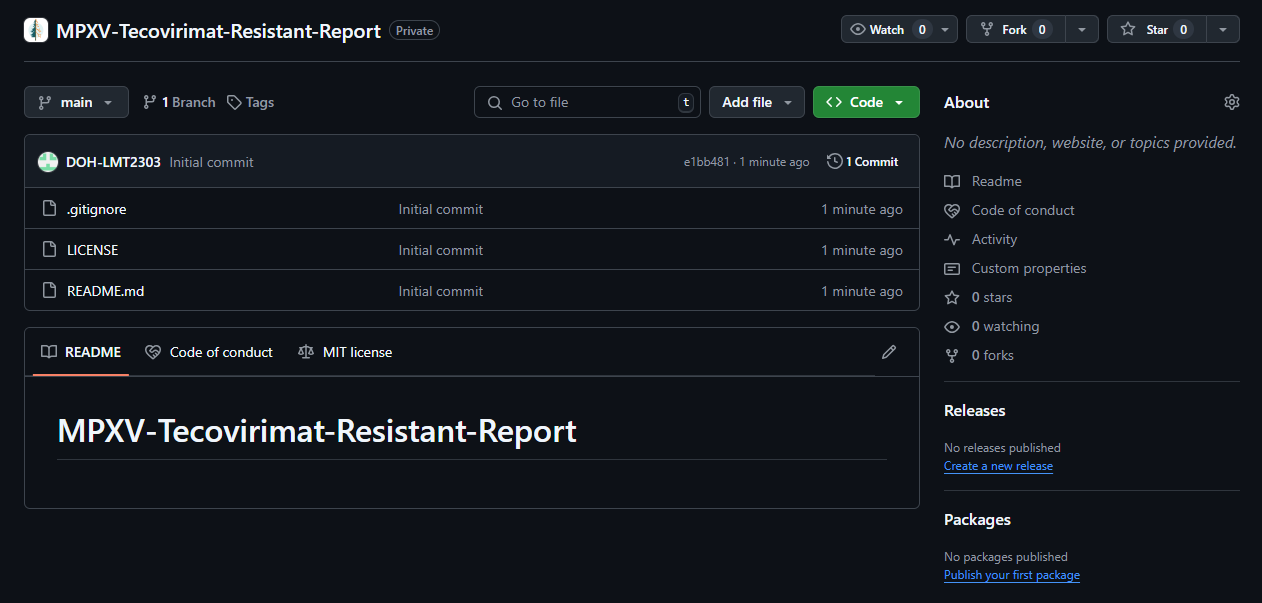 MPXV-Tecovirimat-Resistant-Report Private Watch 0 Fork 0 Star 0
main 1 Branch Tags Go to file t Add file Code
DOH-LMT2303 Initial commit e1bb481 · 1 minute ago 1 Commit
.gitignore Initial commit 1 minute ago
LICENSE Initial commit 1 minute ago
README.md Initial commit 1 minute ago
README Code of conduct MIT license
MPXV-Tecovirimat-Resistant-Report
About
No description, website, or topics provided.
Readme
Code of conduct
Activity
Custom properties
0 stars
0 watching
0 forks
Releases
No releases published
Create a new release
Packages
No packages published
Publish your first package